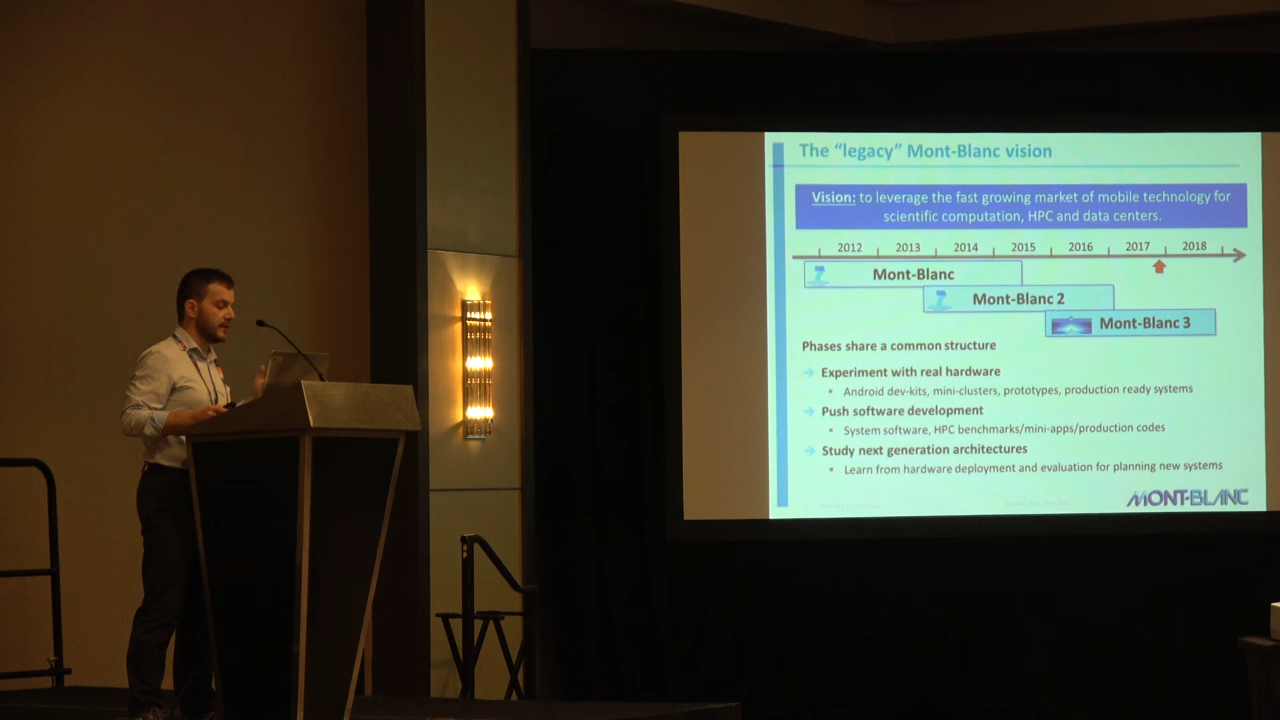 The “legacy” Mont-Blanc vision
Vision: to leverage the fast growing market of mobile technology for
scientific computation, HPC and data centers.
2012 2013 2014 2015 2016 2017 2018
Mont-Blanc
Mont-Blanc 2
Mont-Blanc 3
Phases share a common structure
Experiment with real hardware
Android dev-kits, mini-clusters, prototypes, production ready systems
Push software development
System software, HPC benchmarks/mini-apps/production codes
Study next generation architectures
Learn from hardware deployment and evaluation for planning new systems
MONT-BLANC